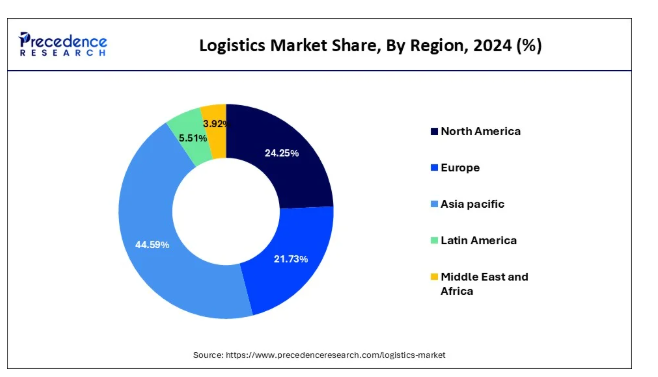 Precedence
RESEARCH
Logistics Market Share, By Region, 2024 (%)
3.92%
5.51%
24.25%
44.59%
21.73%
North America
Europe
Asia pacific
Latin America
Middle East and
Africa
Source: https://www.precedenceresearch.com/logistics-market